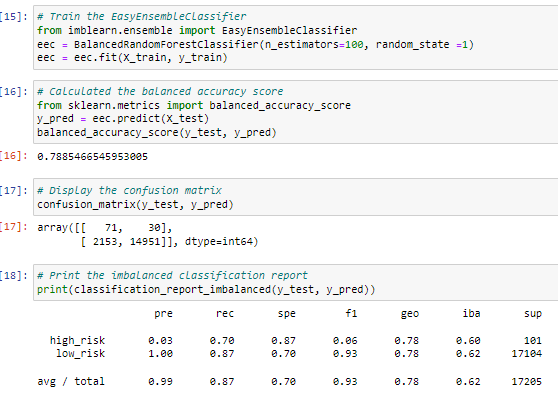 [15]: # Train the EasyEnsembleClassifier
from imblearn.ensemble import EasyEnsembleClassifier
eec = BalancedRandomForestClassifier(n_estimators=100, random_state =1)
eec = eec.fit(X_train, y_train)
[16]: # Calculated the balanced accuracy score
from sklearn.metrics import balanced_accuracy_score
y_pred = eec.predict(X_test)
balanced_accuracy_score(y_test, y_pred)
[16]: 0.7885466545953005
[17]: # Display the confusion matrix
confusion_matrix(y_test, y_pred)
[17]: array([[   71,    30],
[ 2153, 14951]], dtype=int64)
[18]: # Print the imbalanced classification report
print(classification_report_imbalanced(y_test, y_pred))
pre rec spe f1 geo iba sup
high_risk 0.03 0.70 0.87 0.06 0.78 0.60 101
low_risk 1.00 0.87 0.70 0.93 0.78 0.62 17104
avg / total 0.99 0.87 0.70 0.93 0.78 0.62 17205